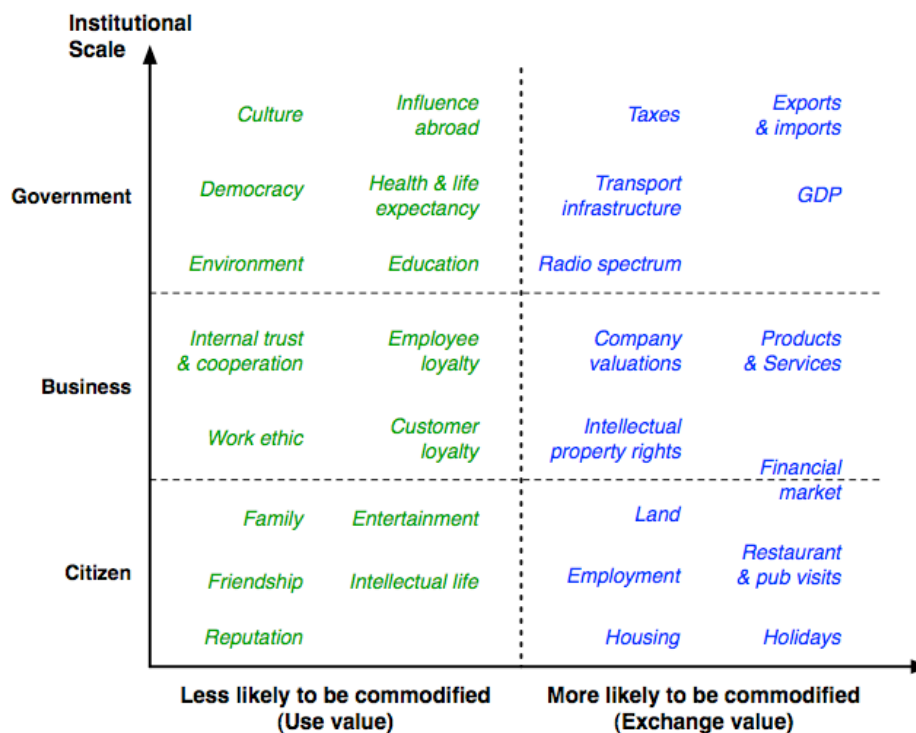 Institutional
Scale
Culture
Influence
abroad
Taxes
Exports
& imports
Government
Democracy
Health & life
expectancy
Transport
infrastructure
GDP
Environment
Education
Radio spectrum
Internal trust
& cooperation
Employee
loyalty
Company
valuations
Products
& Services
Business
Work ethic
Customer
loyalty
Intellectual
property rights
Financial
market
Family
Entertainment
Land
Citizen
Friendship
Intellectual life
Employment
Restaurant
& pub visits
Reputation
Housing
Holidays
Less likely to be commodified
(Use value)
More likely to be commodified
(Exchange value)